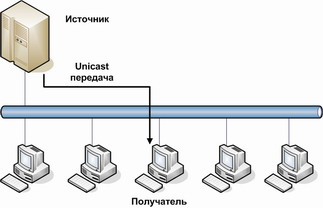 Источник
Unicast
передача
Получатель